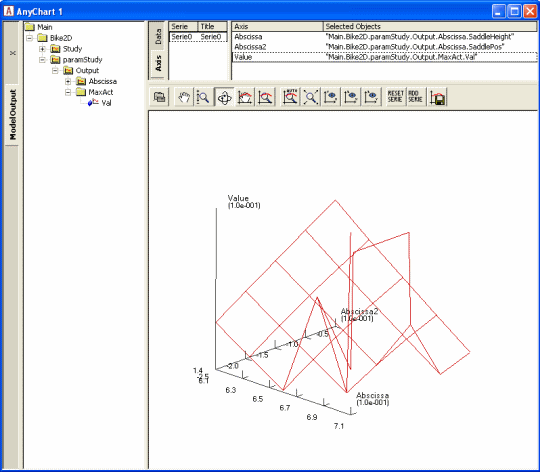 AnyChart 1
ModelOutput
Main
Bike2D
Study
paramStudy
Output
Abscissa
MaxAct
Val
Data
Axis
Serie Title
Serie0 Serie0
Axis Selected Objects
Abscissa "Main.Bike2D.paramStudy.Output.Abscissa.SaddleHeight"
Abscissa2 "Main.Bike2D.paramStudy.Output.Abscissa.SaddlePos"
Value "Main.Bike2D.paramStudy.Output.MaxAct.Val"
AUTO
RESET SERIE
ADD SERIE
Value
(1.0e-001)
Abscissa2
(1.0e-001)
-0.5
-1.0
-1.5
-2.0
1.4
-2.5
6.1
6.3
6.5
6.7
6.9
7.1
Abscissa
(1.0e-001)